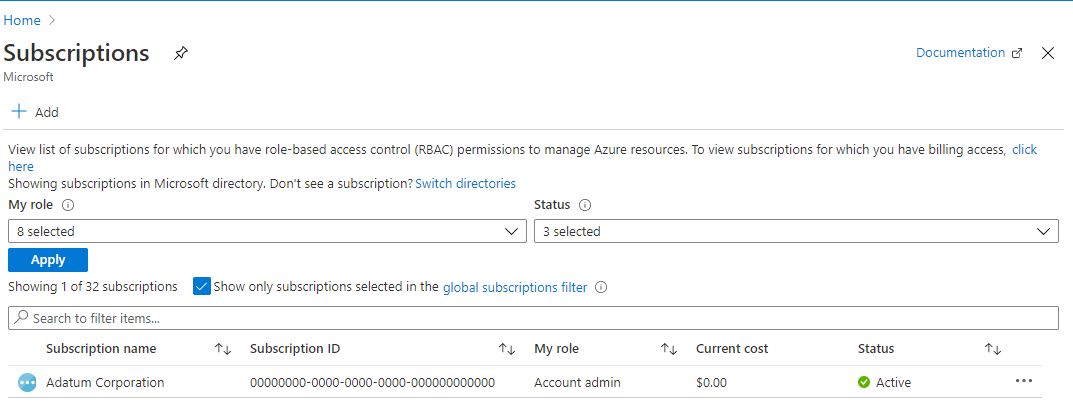 Home
Subscriptions
Documentation
Microsoft
Add
View list of subscriptions for which you have role-based access control (RBAC) permissions to manage Azure resources. To view subscriptions for which you have billing access, click
here
Showing subscriptions in Microsoft directory. Don't see a subscription? Switch directories
My role Status
8 selected 3 selected
Apply
Showing 1 of 32 subscriptions Show only subscriptions selected in the global subscriptions filter
Search to filter items...
Subscription name Subscription ID My role Current cost Status
Adatum Corporation 00000000-0000-0000-0000-000000000000 Account admin $0.00 Active